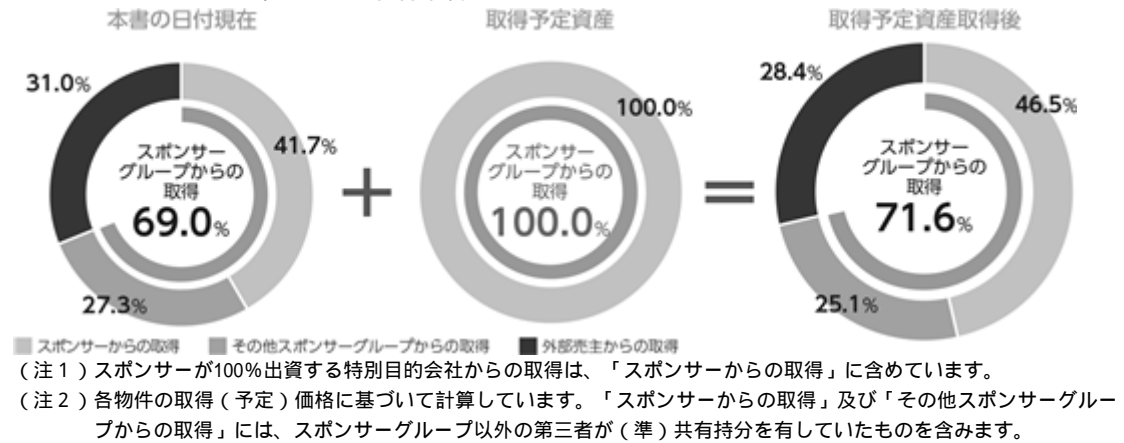 本書の日付現在
取得予定資産
取得予定資産取得後
31.0%
41.7%
27.3%
スポンサー
グループからの
取得
69.0%
+
100.0%
スポンサー
グループからの
取得
100.0%
=
28.4%
46.5%
25.1%
スポンサー
グループからの
取得
71.6%
スポンサーからの取得 その他スポンサーグループからの取得 外部売主からの取得
(注1)スポンサーが100%出資する特別目的会社からの取得は、「スポンサーからの取得」に含めています。
(注2)各物件の取得(予定)価格に基づいて計算しています。「スポンサーからの取得」及び「その他スポンサーグルー
プからの取得」には、スポンサーグループ以外の第三者が(準)共有持分を有していたものを含みます。